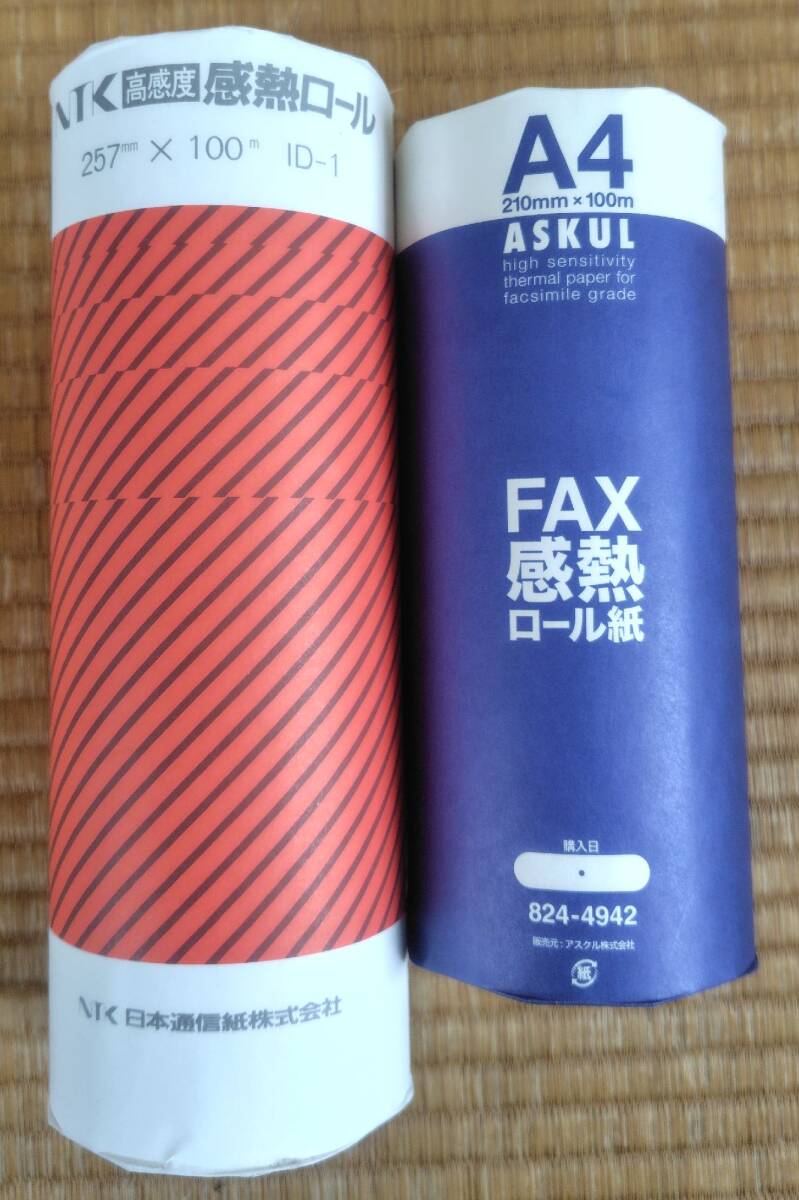 NTK 高感度 感熱ロール
257mm × 100m ID-1
NTK 日本通信紙株式会社
A4
210mm×100m
ASKUL
high sensitivity
thermal paper for
facsimile grade
FAX
感熱
ロール紙
購入日
824-4942
販売元:アスクル株式会社
紙